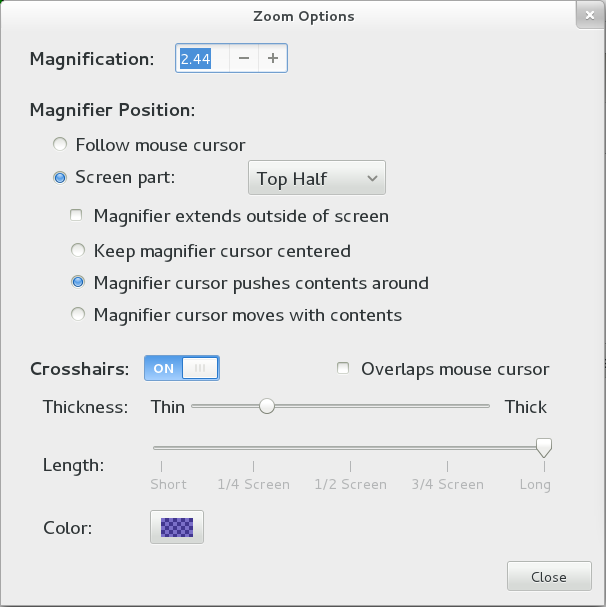 Zoom Options
Magnification: 2.44
Magnifier Position:
Follow mouse cursor
Screen part: Top Half
Magnifier extends outside of screen
Keep magnifier cursor centered
Magnifier cursor pushes contents around
Magnifier cursor moves with contents
Crosshairs: ON Overlaps mouse cursor
Thickness: Thin Thick
Length:
Short 1/4 Screen 1/2 Screen 3/4 Screen Long
Color:
Close